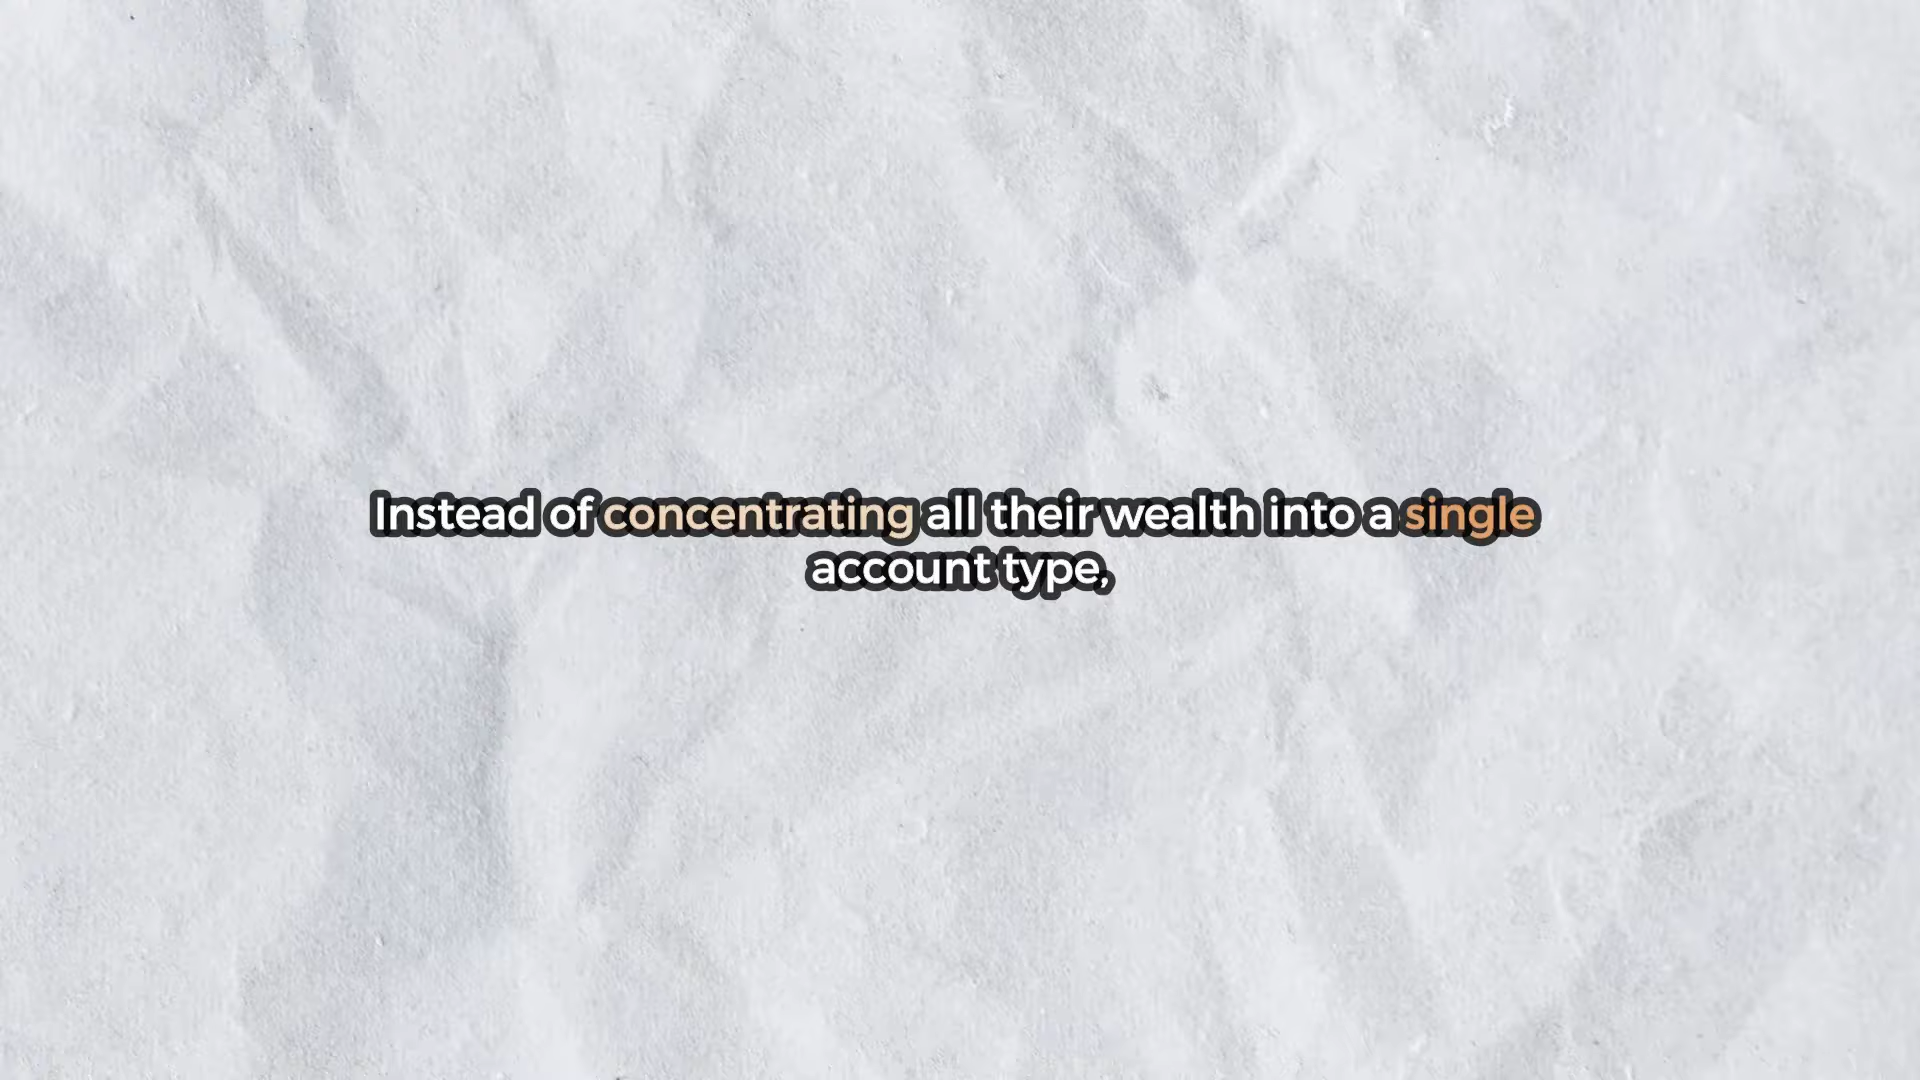 Instead of concentrating all their wealth into a single
account type,